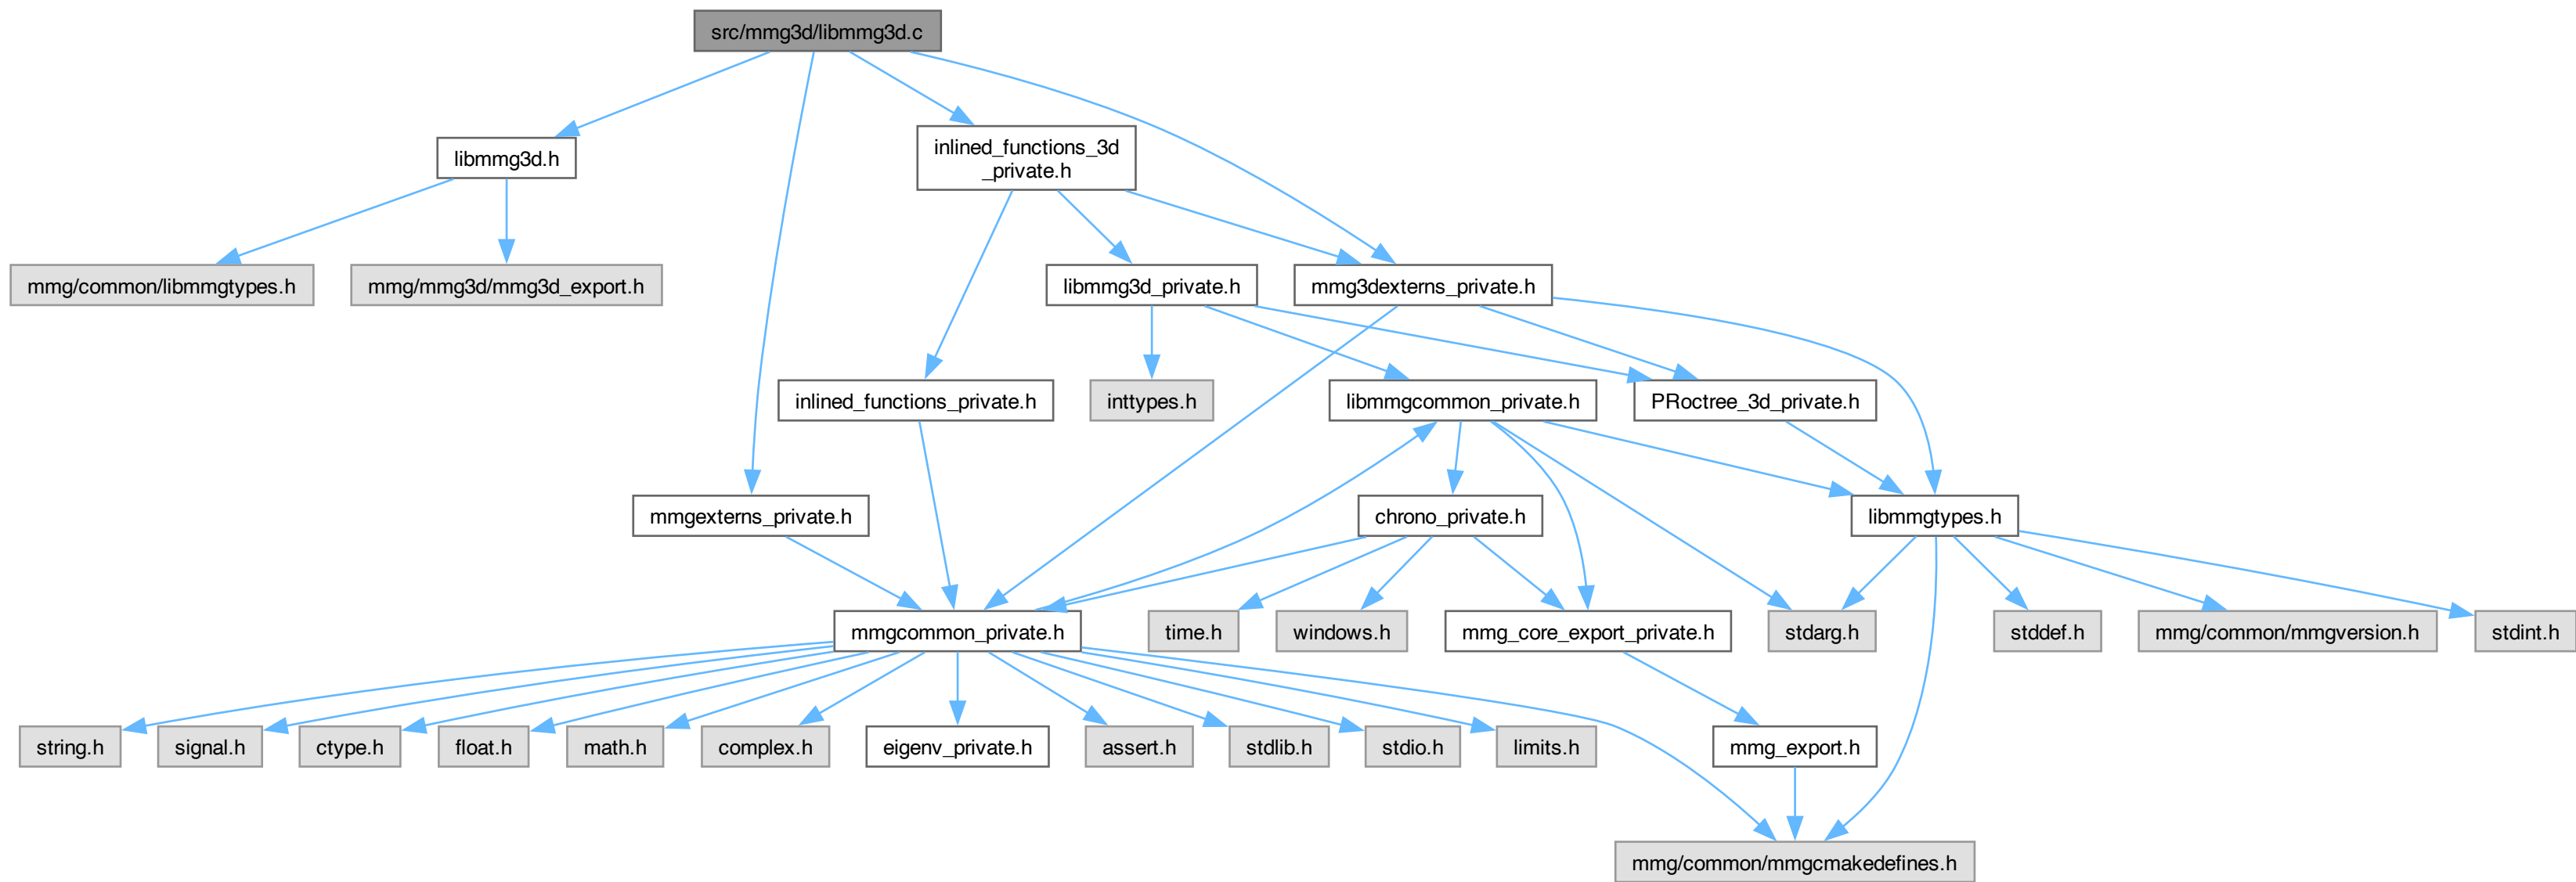 src/mmg3d/libmmg3d.c
libmmg3d.h
inlined_functions_3d
_private.h
mmg/common/libmmgtypes.h
mmg/mmg3d/mmg3d_export.h
libmmg3d_private.h
mmg3dexterns_private.h
inlined_functions_private.h
inttypes.h
libmmgcommon_private.h
PRoctree_3d_private.h
mmgexterns_private.h
chrono_private.h
libmmgtypes.h
mmgcommon_private.h
time.h
windows.h
mmg_core_export_private.h
stdarg.h
stddef.h
mmg/common/mmgversion.h
stdint.h
string.h
signal.h
ctype.h
float.h
math.h
complex.h
eigenv_private.h
assert.h
stdlib.h
stdio.h
limits.h
mmg_export.h
mmg/common/mmgcmakedefines.h